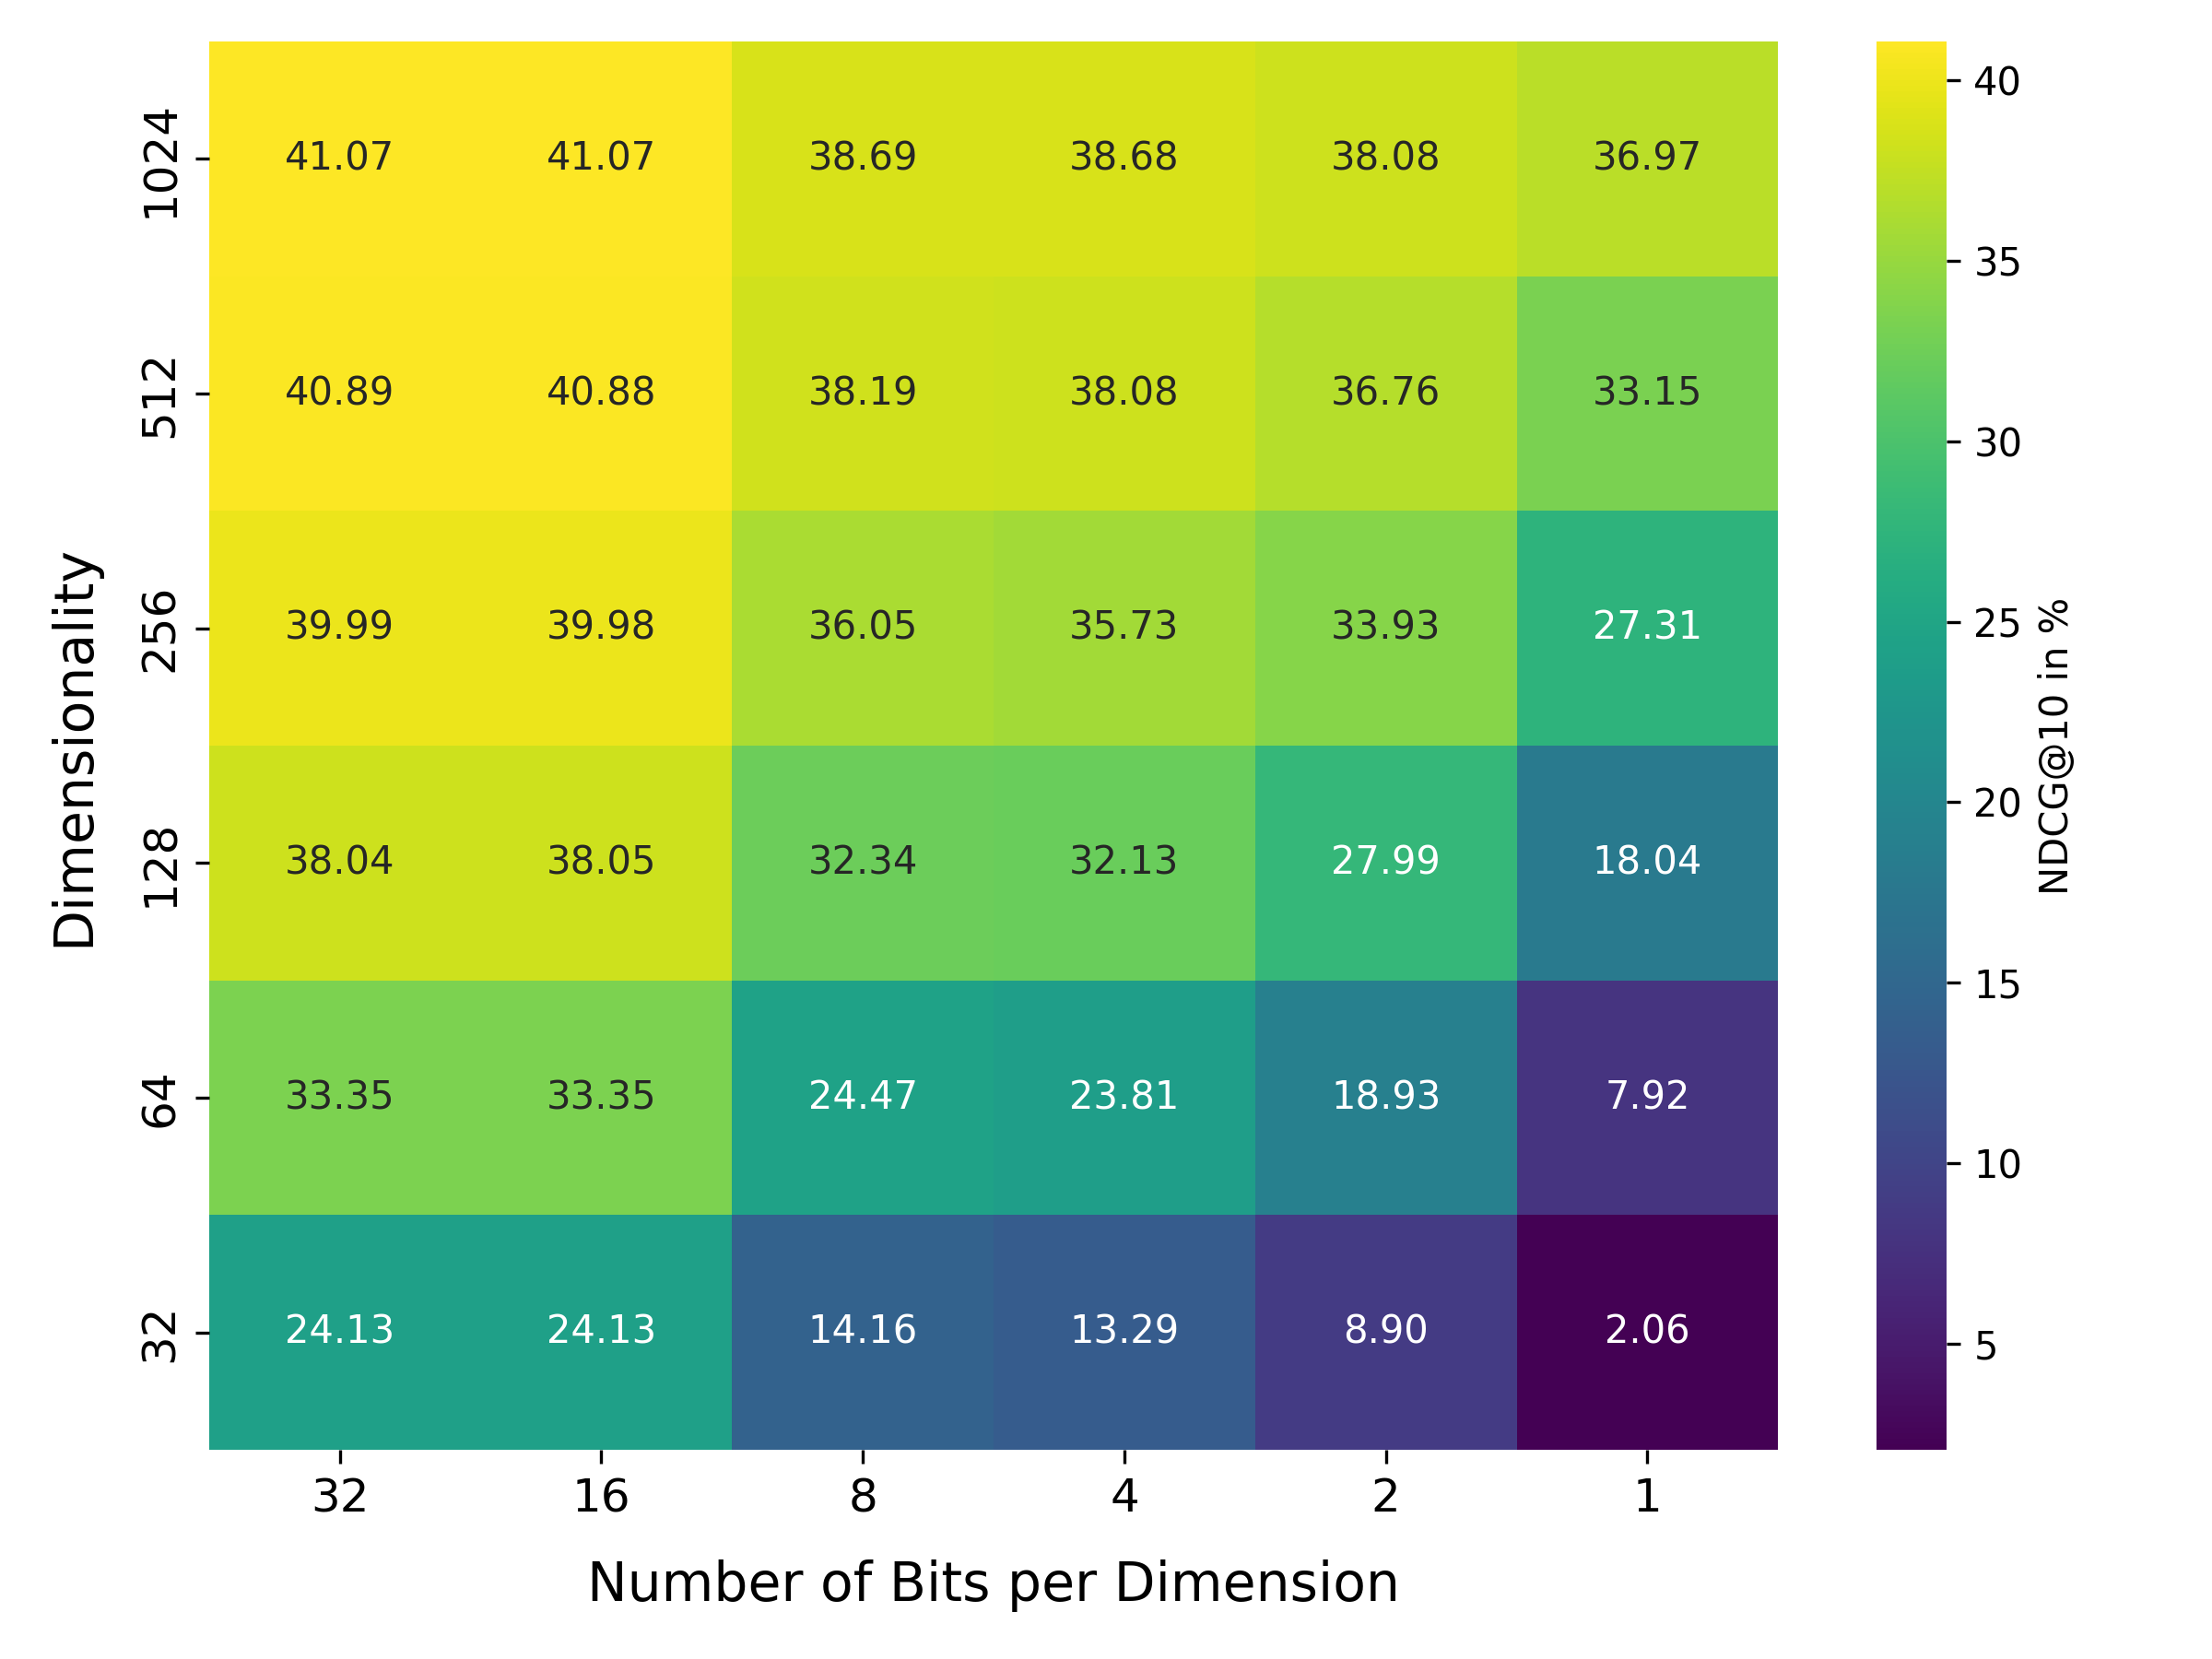 1024 41.07 41.07 38.69 38.68 38.08 36.97
512 40.89 40.88 38.19 38.08 36.76 33.15
256 39.99 39.98 36.05 35.73 33.93 27.31
128 38.04 38.05 32.34 32.13 27.99 18.04
64 33.35 33.35 24.47 23.81 18.93 7.92
32 24.13 24.13 14.16 13.29 8.90 2.06
32 16 8 4 2 1
Number of Bits per Dimension
Dimensionality
40
35
30
25
20
15
10
5
NDCG@10 in %